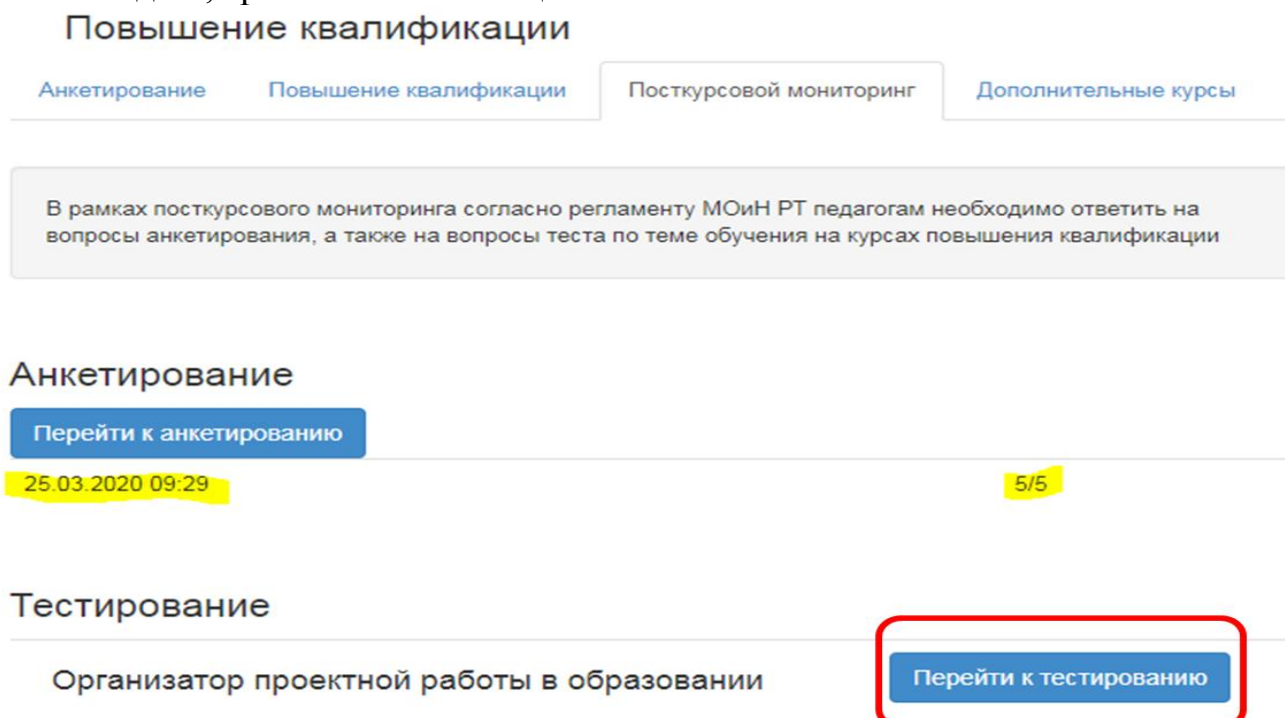 Повышение квалификации
Анкетирование Повышение квалификации Посткурсовой мониторинг Дополнительные курсы
В рамках посткурсового мониторинга согласно регламенту МОиН РТ педагогам необходимо ответить на
вопросы анкетирования, а также на вопросы теста по теме обучения на курсах повышения квалификации
Анкетирование
Перейти к анкетированию
25.03.2020 09:29 5/5
Тестирование
Организатор проектной работы в образовании Перейти к тестированию